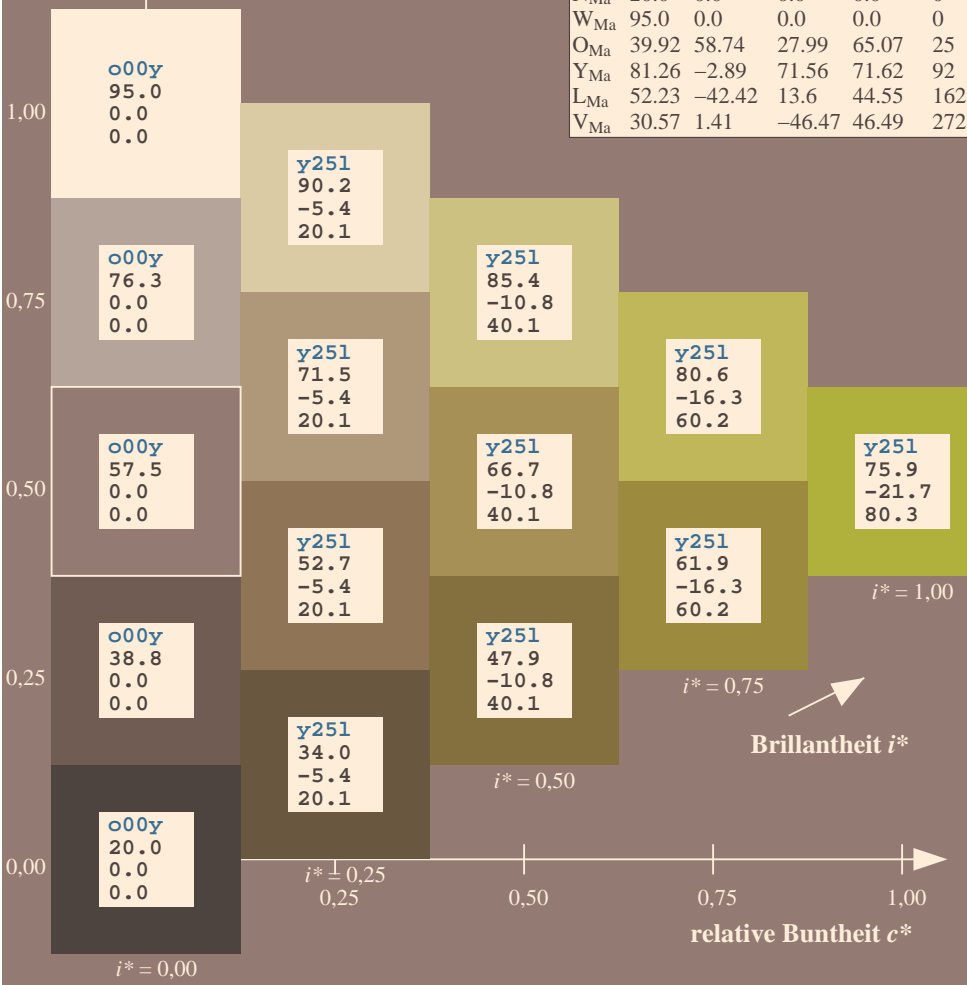 W_Ma 95.0 0.0 0.0 0.0 0
O_Ma 39.92 58.74 27.99 65.07 25
Y_Ma 81.26 −2.89 71.56 71.62 92
L_Ma 52.23 −42.42 13.6 44.55 162
V_Ma 30.57 1.41 −46.47 46.49 272
1,00
0,75
0,50
0,25
0,00
o00y
95.0
0.0
0.0
o00y
76.3
0.0
0.0
o00y
57.5
0.0
0.0
o00y
38.8
0.0
0.0
o00y
20.0
0.0
0.0
i* = 0,00
y25l
90.2
-5.4
20.1
y25l
71.5
-5.4
20.1
y25l
52.7
-5.4
20.1
y25l
34.0
-5.4
20.1
i* = 0,25
y25l
85.4
-10.8
40.1
y25l
66.7
-10.8
40.1
y25l
47.9
-10.8
40.1
i* = 0,50
y25l
80.6
-16.3
60.2
y25l
61.9
-16.3
60.2
i* = 0,75
y25l
75.9
-21.7
80.3
i* = 1,00
Brillantheit i*
0,25 0,50 0,75 1,00
relative Buntheit c*